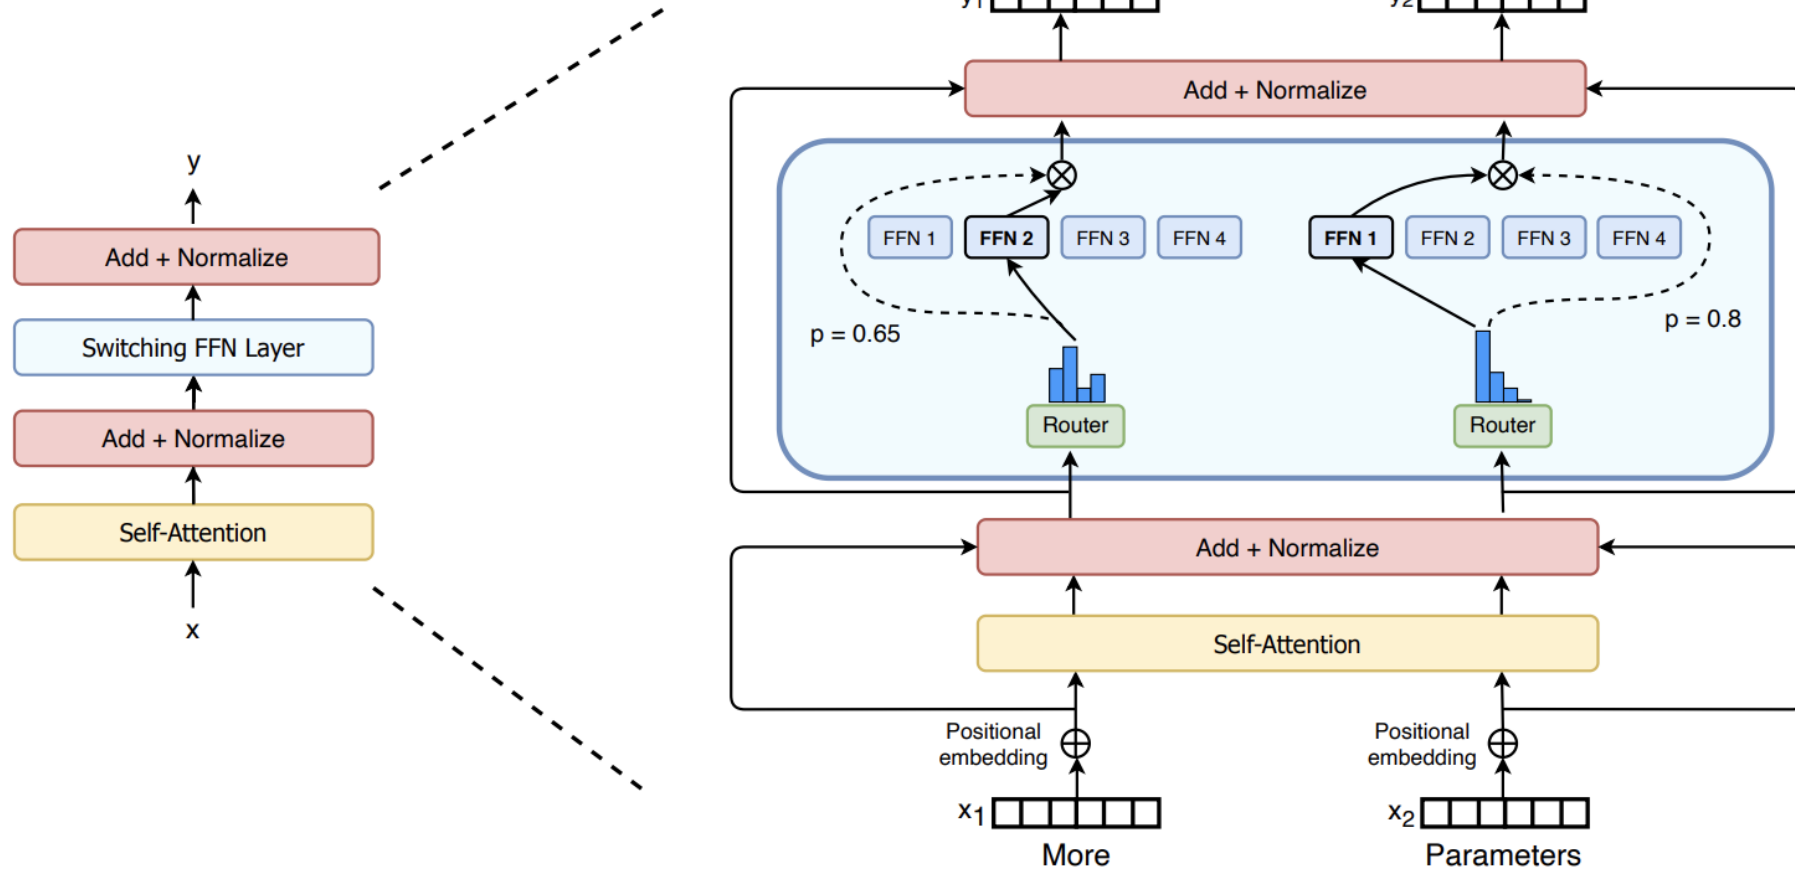 y
Add + Normalize
Switching FFN Layer
Add + Normalize
Self-Attention
x
y1
y2
Add + Normalize
FFN 1 FFN 2 FFN 3 FFN 4
FFN 1 FFN 2 FFN 3 FFN 4
p = 0.65
p = 0.8
Router
Router
Add + Normalize
Self-Attention
Positional
embedding
Positional
embedding
x1
x2
More
Parameters